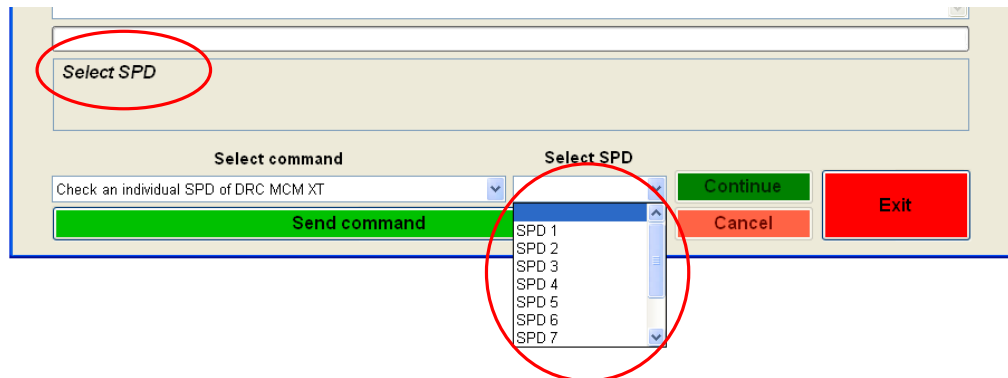 Select SPD
Select command
Select SPD
Check an individual SPD of DRC MCM XT
Continue
Exit
Send command
Cancel
SPD 1
SPD 2
SPD 3
SPD 4
SPD 5
SPD 6
SPD 7